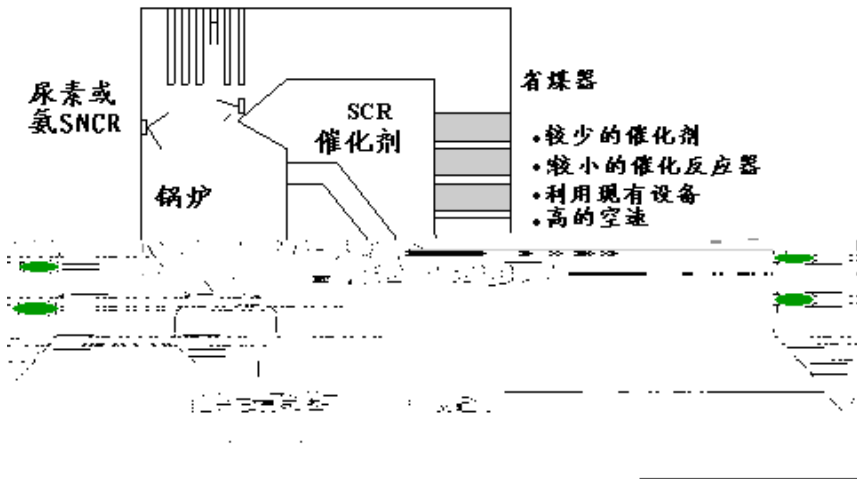 尿素或
氨SNCR
锅炉
SCR
催化剂
省煤器
•较少的催化剂
•较小的催化反应器
•利用现有设备
•高的空速